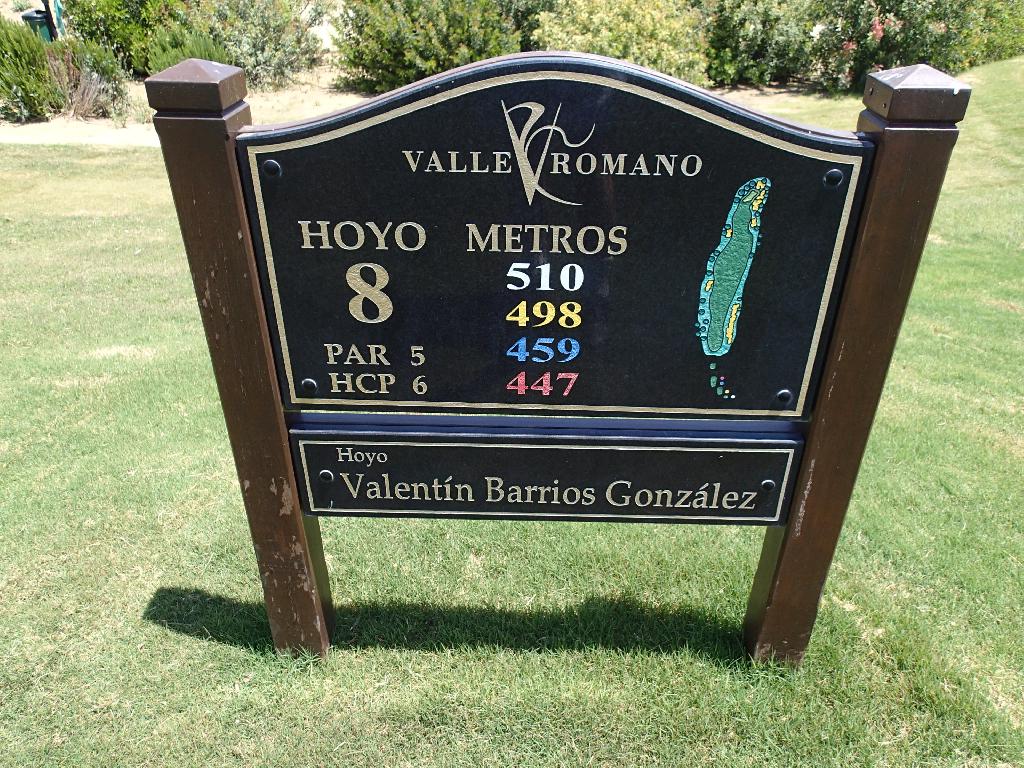 VALLE ROMANO
HOYO
8
PAR 5
HCP 6
METROS
510
498
459
447
Hoyo
Valentín Barrios González